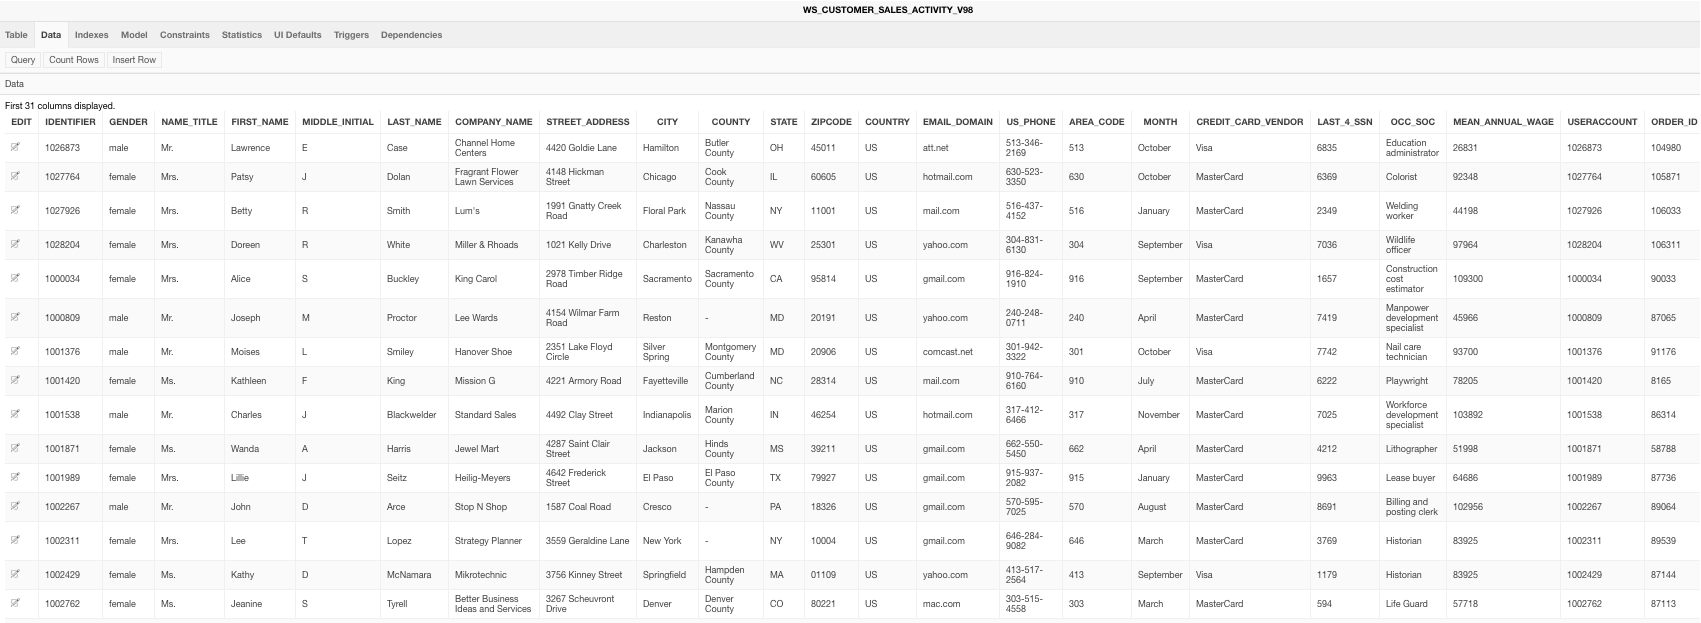 WS_CUSTOMER_SALES_ACTIVITY_V98
Table Data Indexes Model Constraints Statistics UI Defaults Triggers Dependencies
Query Count Rows Insert Row
Data
First 31 columns displayed.
EDIT IDENTIFIER GENDER NAME_TITLE FIRST_NAME MIDDLE_INITIAL LAST_NAME COMPANY_NAME STREET_ADDRESS CITY COUNTY STATE ZIPCODE COUNTRY EMAIL_DOMAIN US_PHONE AREA_CODE MONTH CREDIT_CARD_VENDOR LAST_4_SSN OCC_SOC MEAN_ANNUAL_WAGE USERACCOUNT ORDER_ID
1026873 male Mr. Lawrence E Case Channel Home Centers 4420 Goldie Lane Hamilton Butler County OH 45011 US att.net 513-346-2169 513 October Visa 6835 Education administrator 26831 1026873 104980
1027764 female Mrs. Patsy J Dolan Fragrant Flower Lawn Services 4148 Hickman Street Chicago Cook County IL 60605 US hotmail.com 630-523-3350 630 October MasterCard 6369 Colorist 92348 1027764 105871
1027926 female Mrs. Betty R Smith Lum's 1991 Gnatty Creek Road Floral Park Nassau County NY 11001 US mail.com 516-437-4152 516 January MasterCard 2349 Welding worker 44198 1027926 106033
1028204 female Mrs. Doreen R White Miller & Rhoads 1021 Kelly Drive Charleston Kanawha County WV 25301 US yahoo.com 304-831-6130 304 September Visa 7036 Wildlife officer 97964 1028204 106311
1000034 female Mrs. Alice S Buckley King Carol 2978 Timber Ridge Road Sacramento Sacramento County CA 95814 US gmail.com 916-824-1910 916 September MasterCard 1657 Construction cost estimator 109300 1000034 90033
1000809 male Mr. Joseph M Proctor Lee Wards 4154 Wilmar Farm Road Reston - MD 20191 US yahoo.com 240-248-0711 240 April MasterCard 7419 Manpower development specialist 45966 1000809 87065
1001376 male Mr. Moises L Smiley Hanover Shoe 2351 Lake Floyd Circle Silver Spring Montgomery County MD 20906 US comcast.net 301-942-3322 301 October Visa 7742 Nail care technician 93700 1001376 91176
1001420 female Ms. Kathleen F King Mission G 4221 Armory Road Fayetteville Cumberland County NC 28314 US mail.com 910-764-6160 910 July MasterCard 6222 Playwright 78205 1001420 8165
1001538 male Mr. Charles J Blackwelder Standard Sales 4492 Clay Street Indianapolis Marion County IN 46254 US hotmail.com 317-412-6466 317 November MasterCard 7025 Workforce development specialist 103892 1001538 86314
1001871 female Ms. Wanda A Harris Jewel Mart 4287 Saint Clair Street Jackson Hinds County MS 39211 US gmail.com 662-550-5450 662 April MasterCard 4212 Lithographer 51998 1001871 58788
1001989 female Mrs. Lillie J Seitz Heilig-Meyers 4642 Frederick Street El Paso El Paso County TX 79927 US gmail.com 915-937-2082 915 January MasterCard 9963 Lease buyer 64686 1001989 87736
1002267 male Mr. John D Arce Stop N Shop 1587 Coal Road Cresco - PA 18326 US gmail.com 570-595-7025 570 August MasterCard 8691 Billing and posting clerk 102956 1002267 89064
1002311 female Mrs. Lee T Lopez Strategy Planner 3559 Geraldine Lane New York - NY 10004 US gmail.com 646-284-9082 646 March MasterCard 3769 Historian 83925 1002311 89539
1002429 female Ms. Kathy D McNamara Mikrotechnic 3756 Kinney Street Springfield Hampden County MA 01109 US yahoo.com 413-517-2564 413 September Visa 1179 Historian 83925 1002429 87144
1002762 female Ms. Jeanine S Tyrell Better Business Ideas and Services 3267 Scheuvront Drive Denver Denver County CO 80221 US mac.com 303-515-4558 303 March MasterCard 594 Life Guard 57718 1002762 87113